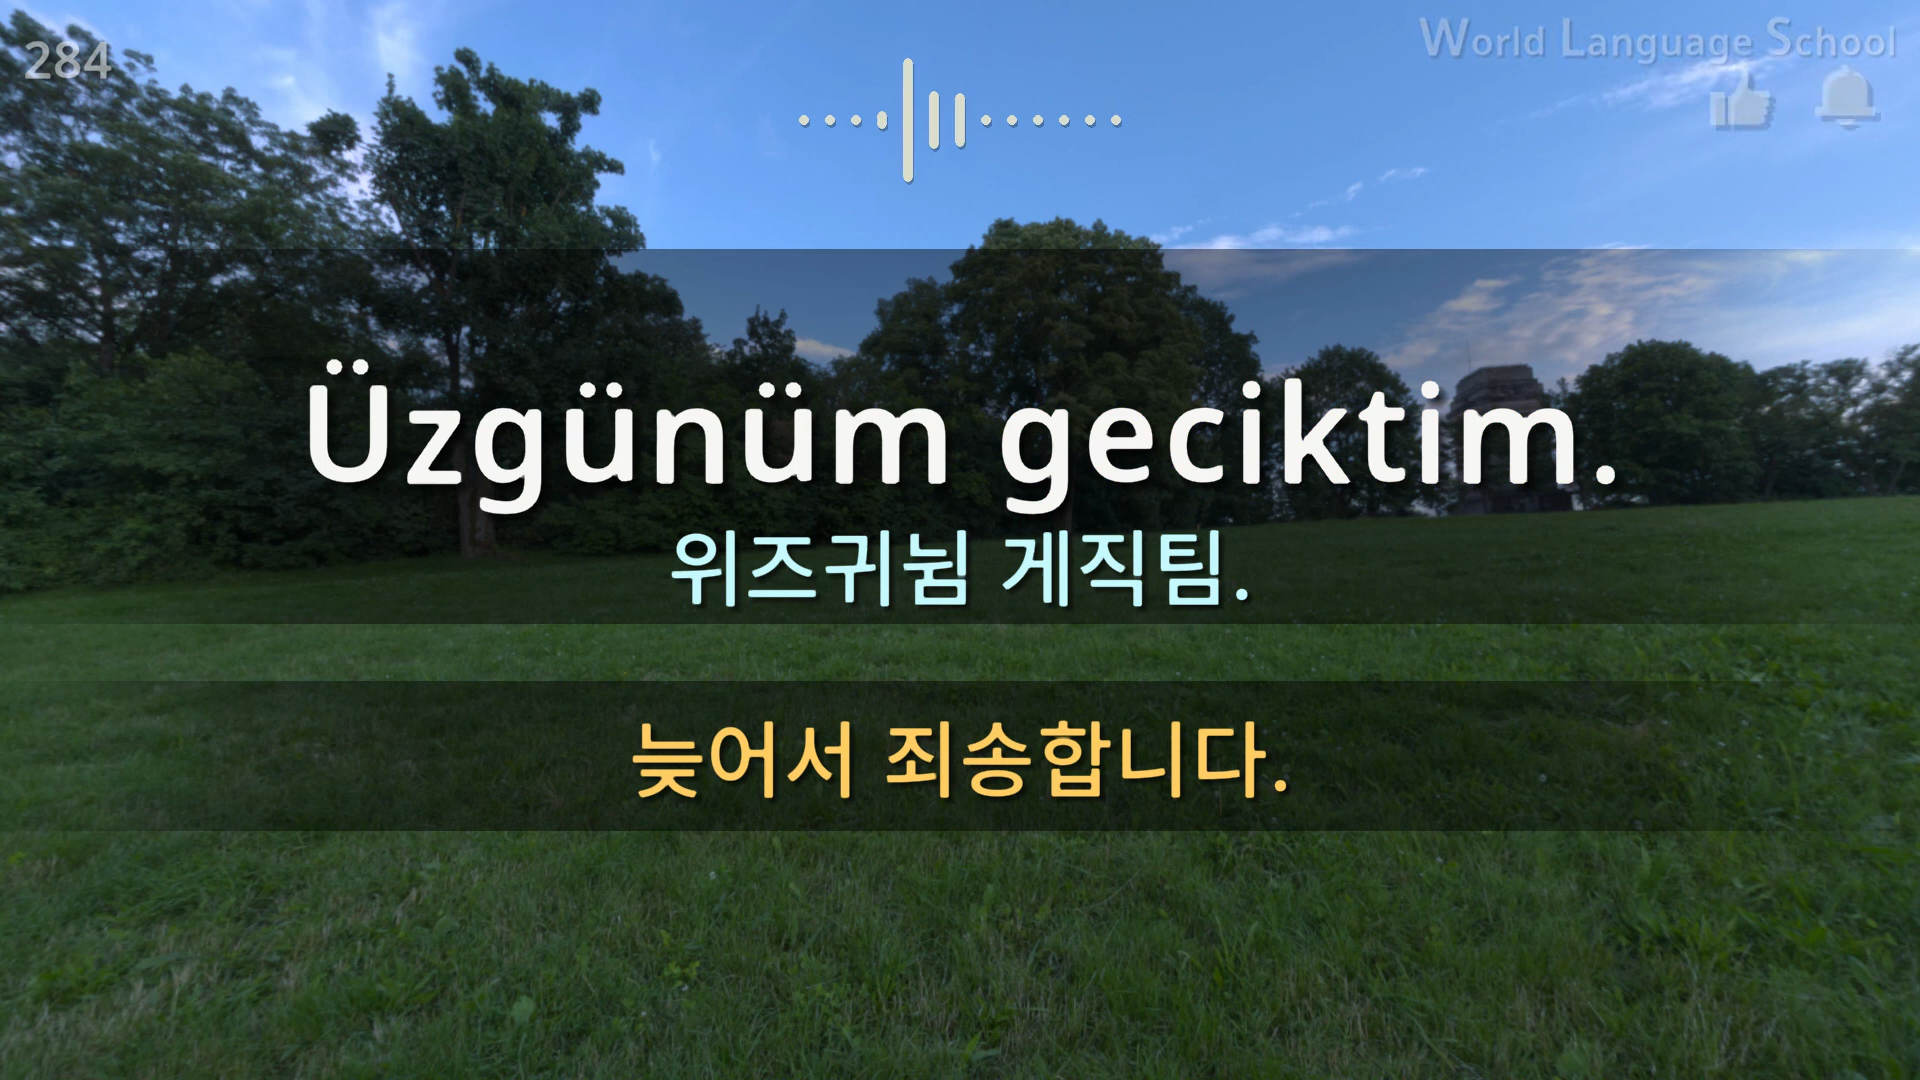 284
World Language School
Üzgünüm geciktim.
위즈귀뉨 게직팀.
늦어서 죄송합니다.